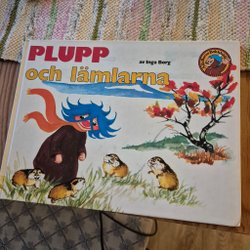 PLUPP
av Inga Borg
och lämlarna